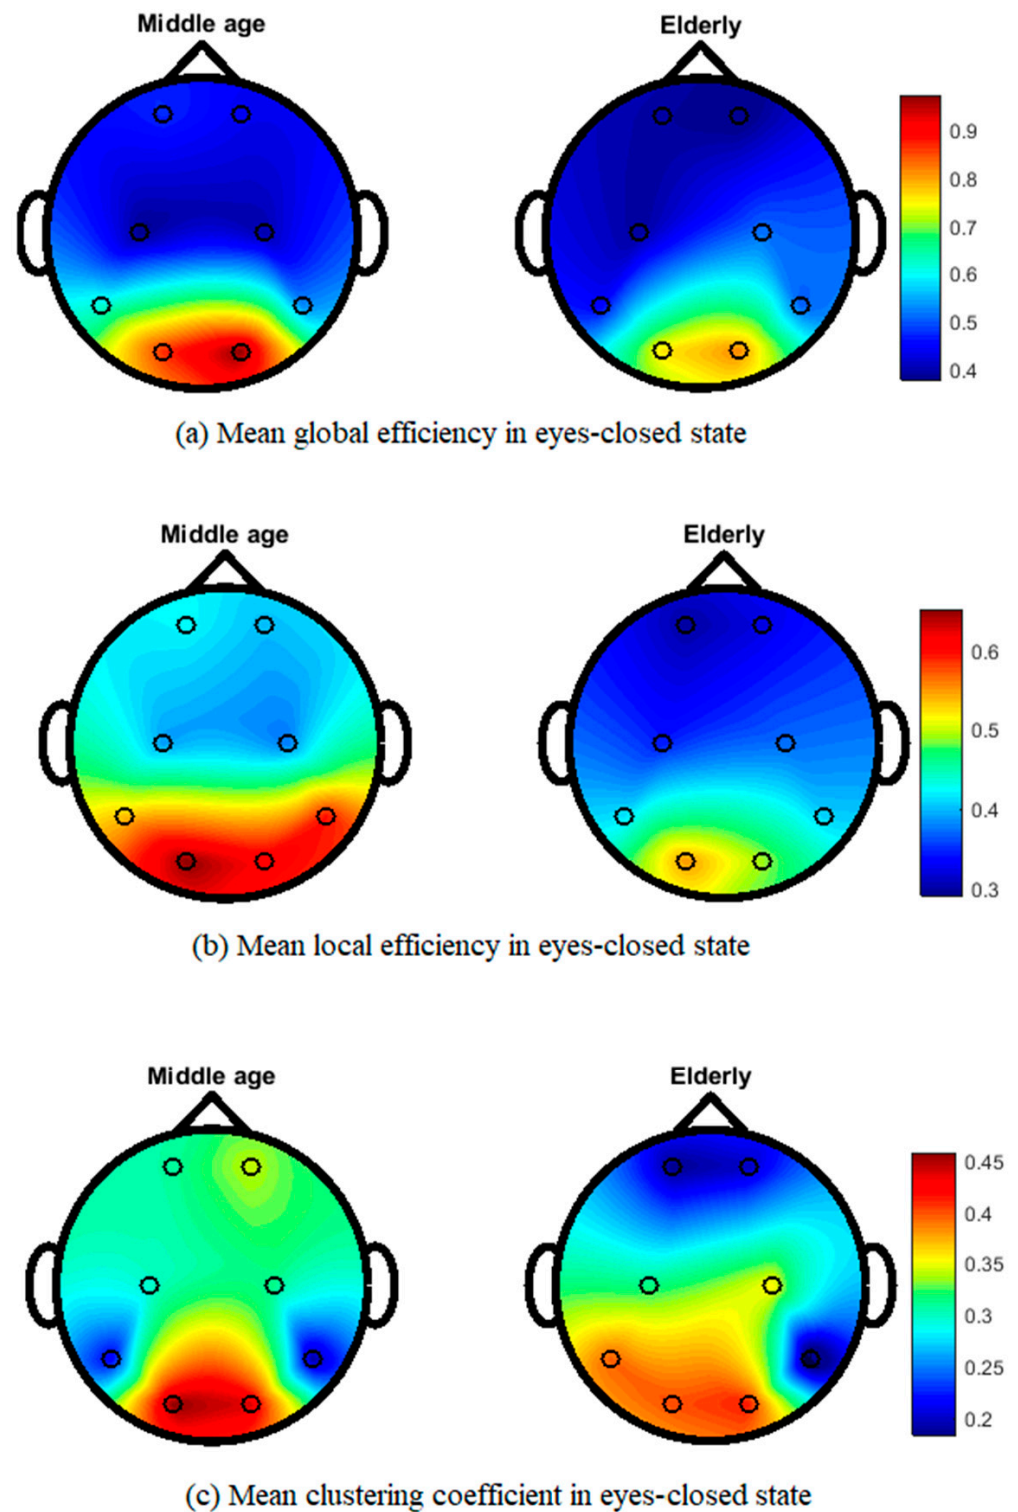 Middle age
Elderly
0.9
0.8
0.7
0.6
0.5
0.4
(a) Mean global efficiency in eyes-closed state
Middle age
Elderly
0.6
0.5
0.4
0.3
(b) Mean local efficiency in eyes-closed state
Middle age
Elderly
0.45
0.4
0.35
0.3
0.25
0.2
(c) Mean clustering coefficient in eyes-closed state